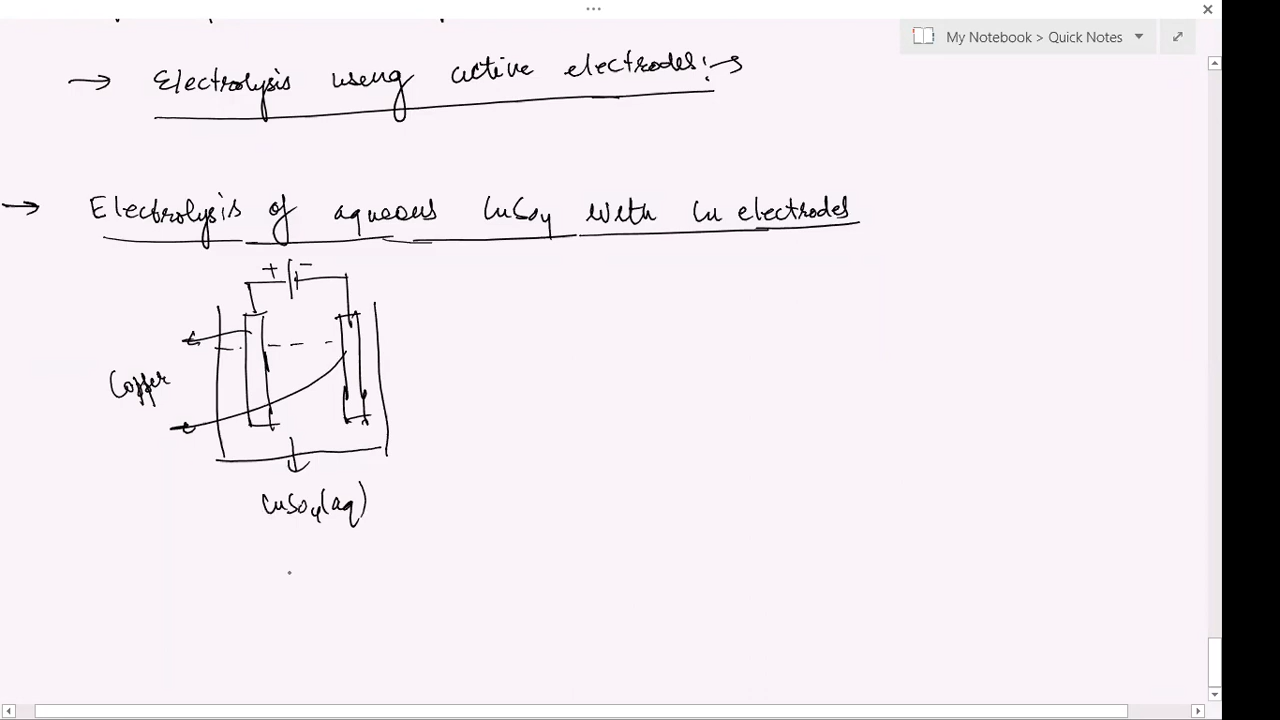 My Notebook > Quick Notes
→ Electrolysis using active electrodes:→
→ Electrolysis of aqueous CuSO4 with Cu electrodes
+ -
Copper
CuSO4(aq)